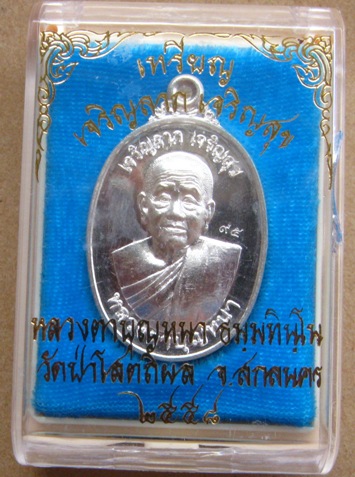 เหรียญ
เจริญลาภ เจริญสุข
เจริญลาภ เจริญสุข
๙๕
หลวงตาบุญหนา ธมฺมทินฺโน
วัดป่าโสตถิผล จ.สกลนคร
๒๕๕๘